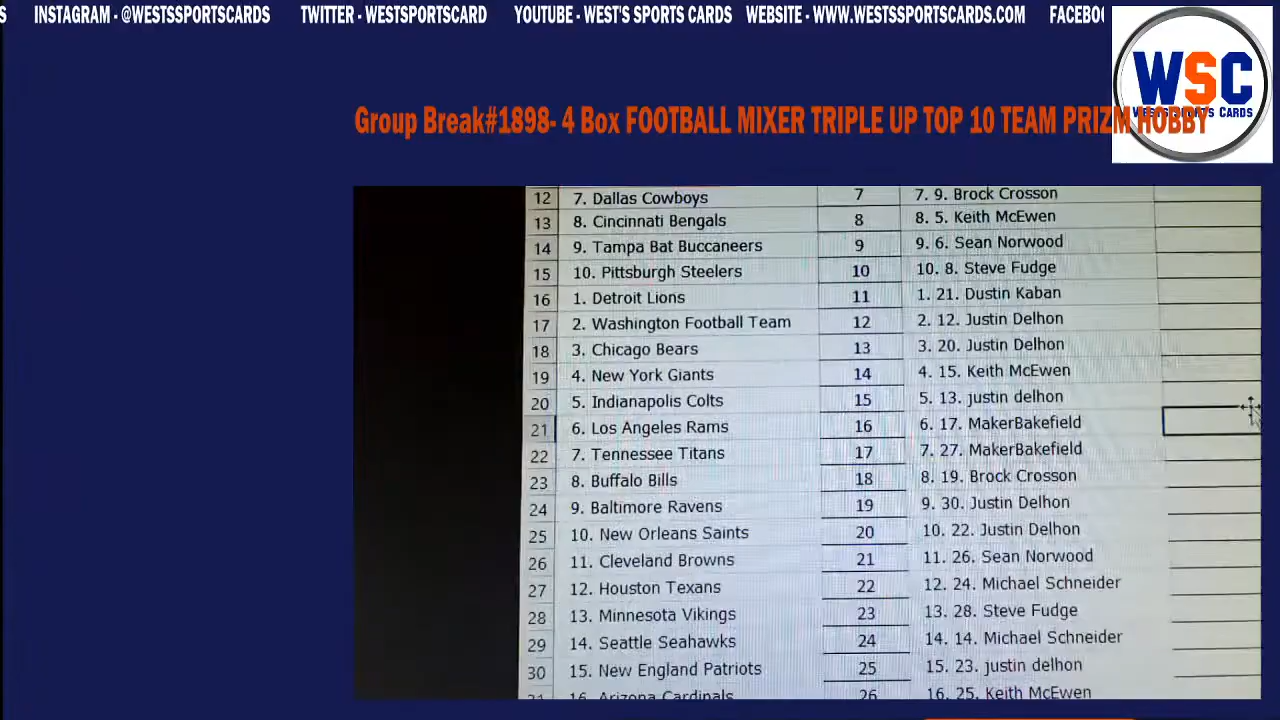 S INSTAGRAM - @WESTSSPORTSCARDS TWITTER - WESTSPORTSCARD YOUTUBE - WEST'S SPORTS CARDS WEBSITE - WWW.WESTSSPORTSCARDS.COM FACEBOO
WSC
WEST'S SPORTS CARDS
Group Break#1898- 4 Box FOOTBALL MIXER TRIPLE UP TOP 10 TEAM PRIZM HOBBY
12 7. Dallas Cowboys 7 7. 9. Brock Crosson
13 8. Cincinnati Bengals 8 8. 5. Keith McEwen
14 9. Tampa Bat Buccaneers 9 9. 6. Sean Norwood
15 10. Pittsburgh Steelers 10 10. 8. Steve Fudge
16 1. Detroit Lions 11 1. 21. Dustin Kaban
17 2. Washington Football Team 12 2. 12. Justin Delhon
18 3. Chicago Bears 13 3. 20. Justin Delhon
19 4. New York Giants 14 4. 15. Keith McEwen
20 5. Indianapolis Colts 15 5. 13. justin delhon
21 6. Los Angeles Rams 16 6. 17. MakerBakefield
22 7. Tennessee Titans 17 7. 27. MakerBakefield
23 8. Buffalo Bills 18 8. 19. Brock Crosson
24 9. Baltimore Ravens 19 9. 30. Justin Delhon
25 10. New Orleans Saints 20 10. 22. Justin Delhon
26 11. Cleveland Browns 21 11. 26. Sean Norwood
27 12. Houston Texans 22 12. 24. Michael Schneider
28 13. Minnesota Vikings 23 13. 28. Steve Fudge
29 14. Seattle Seahawks 24 14. 14. Michael Schneider
30 15. New England Patriots 25 15. 23. justin delhon
31 16. Arizona Cardinals 26 16. 25. Keith McEwen